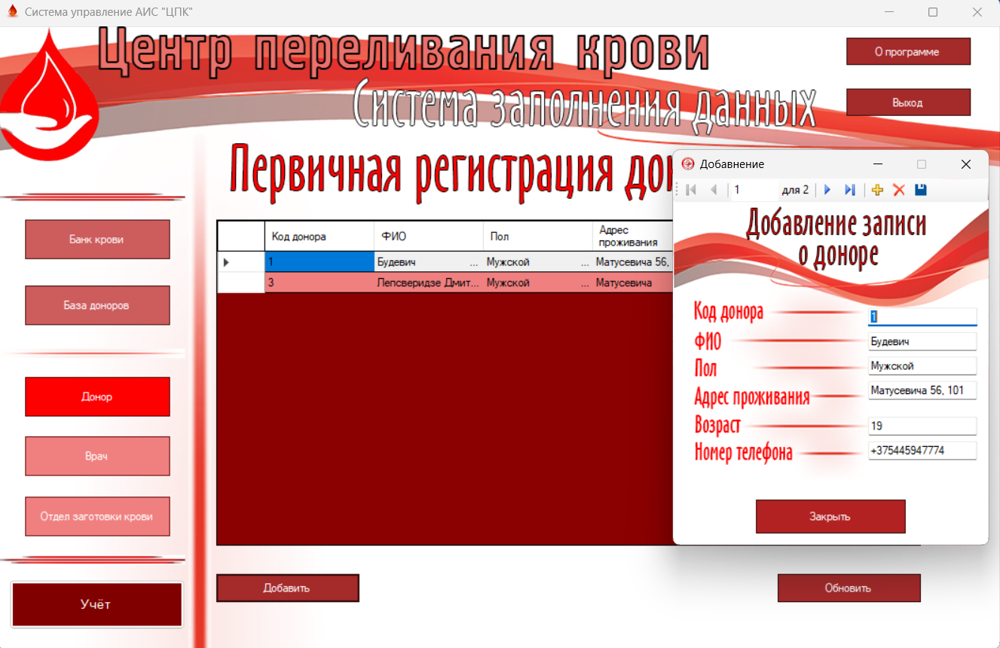 Система управление АИС "ЦПК"
Центр переливания крови
Система заполнения данных
О программе
Выход
Первичная регистрация
Банк крови
База доноров
Донор
Врач
Отдел заготовки крови
Учёт
Код донора ФИО Пол Адрес проживания
1 Будевич ... Мужской ... Матусевича 56,
3 Лепсверидзе Дмит... Мужской ... Матусевича
Добавить
Обновить
Добавнение
1 для 2
Добавление записи
о доноре
Код донора 1
ФИО Будевич
Пол Мужской
Адрес проживания Матусевича 56, 101
Возраст 19
Номер телефона +375445947774
Закрыть